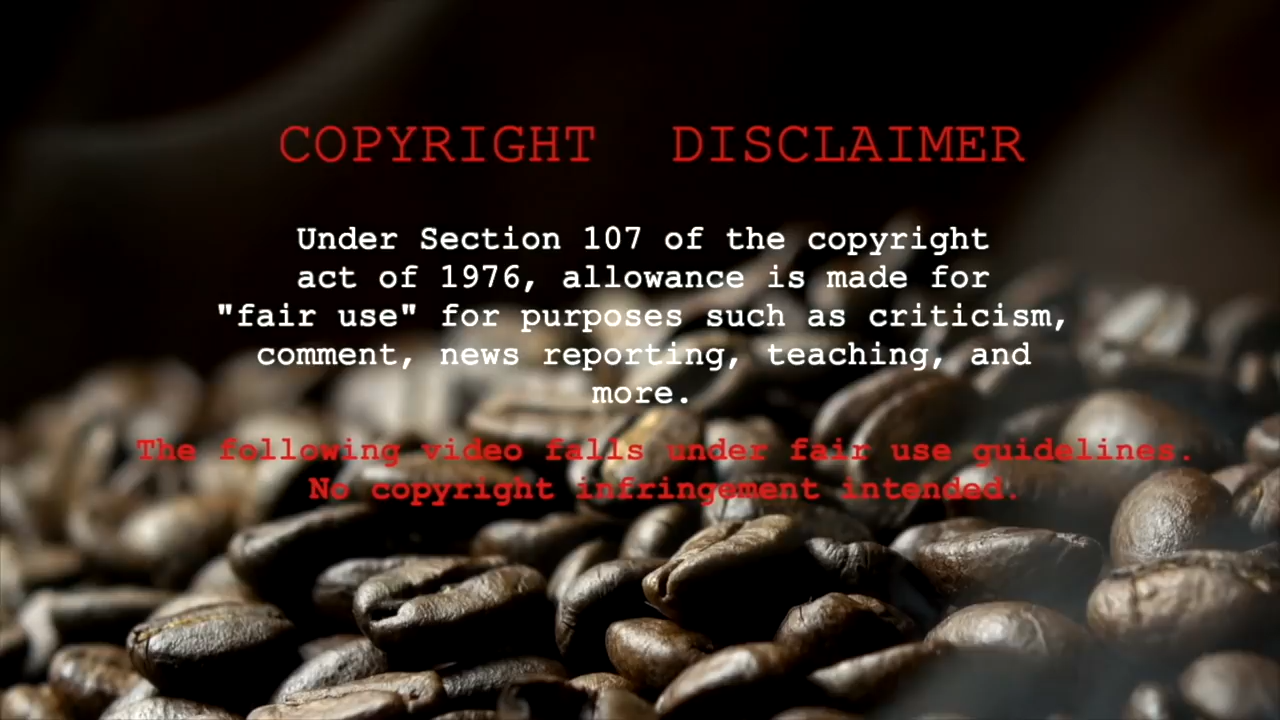 COPYRIGHT DISCLAIMER
Under Section 107 of the copyright
act of 1976, allowance is made for
"fair use" for purposes such as criticism,
comment, news reporting, teaching, and
more.
The following video falls under fair use guidelines.
No copyright infringement intended.